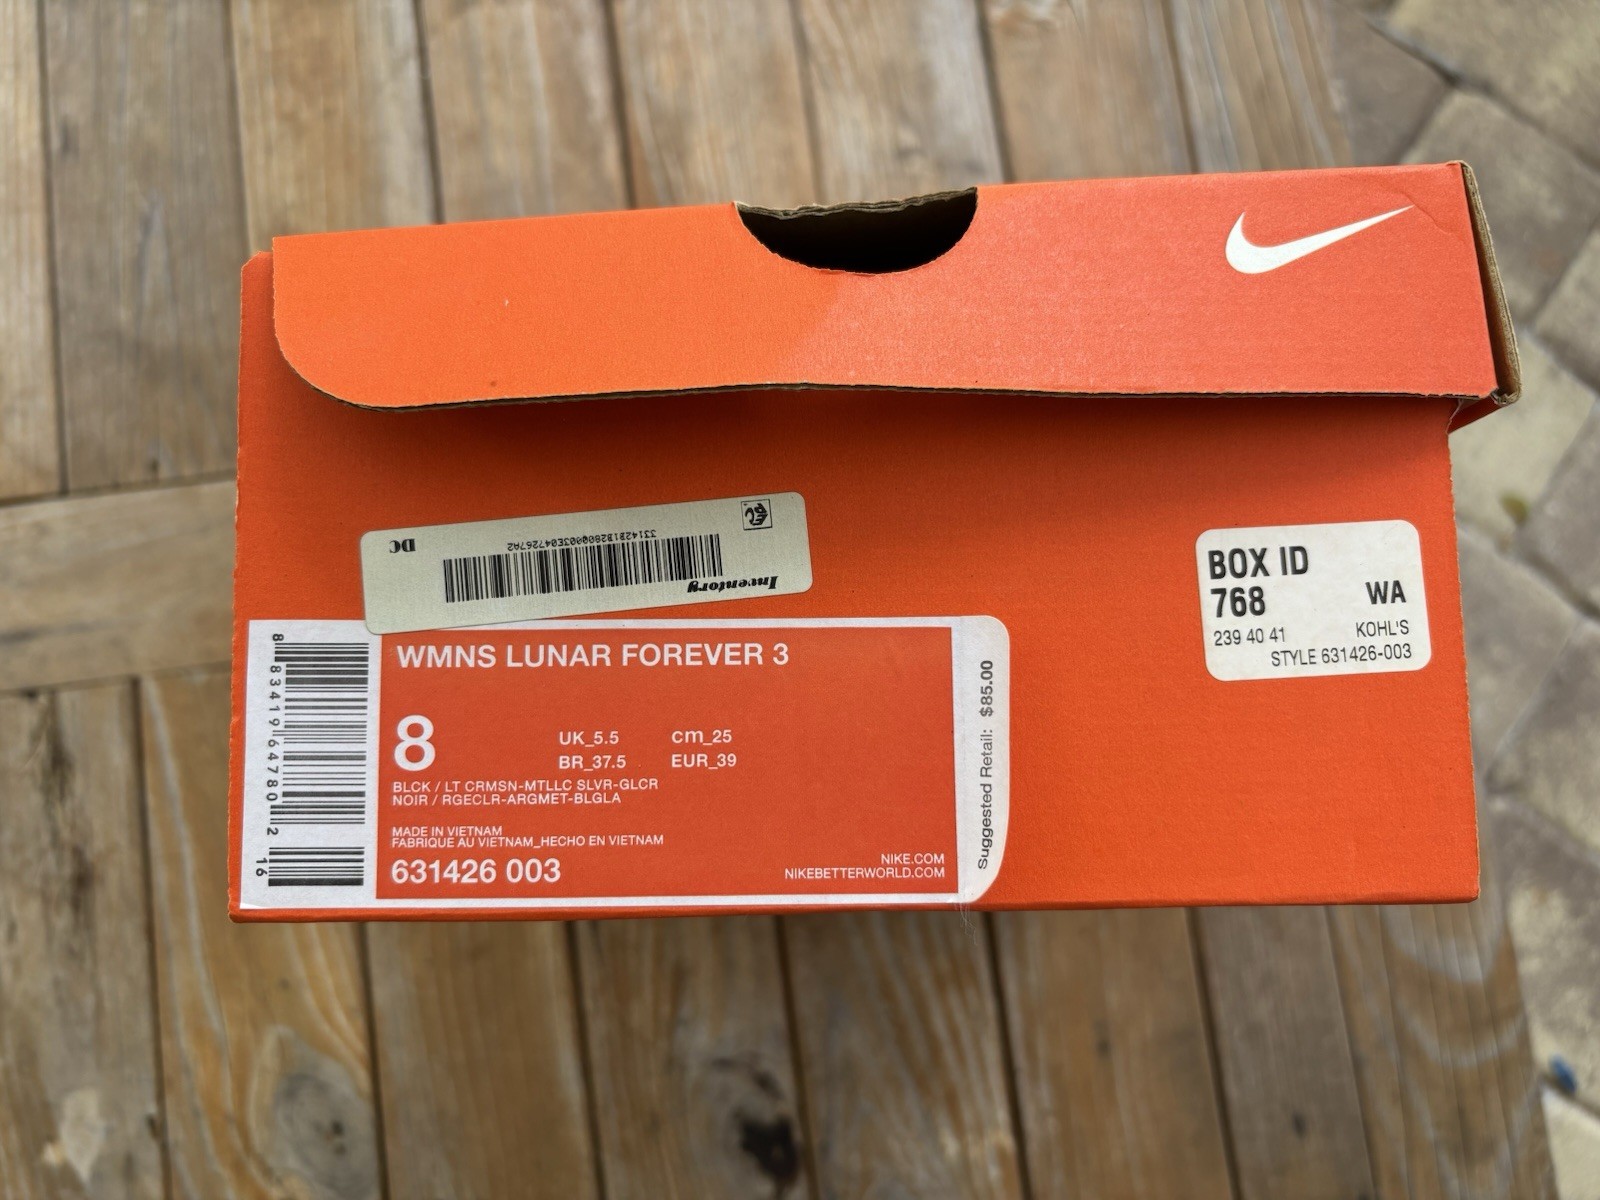 DC
33142B1B2800003E047267A2
Inventory
BOX ID
768 WA
239 40 41 KOHL'S
STYLE 631426-003
WMNS LUNAR FOREVER 3
8
UK_5.5 cm_25
BR_37.5 EUR_39
BLCK / LT CRMSN-MTLLC SLVR-GLCR
NOIR / RGECLR-ARGMET-BLGLA
MADE IN VIETNAM
FABRIQUE AU VIETNAM_HECHO EN VIETNAM
631426 003
NIKE.COM
NIKEBETTERWORLD.COM
8 83419 64780 2
16
Suggested Retail: $85.00